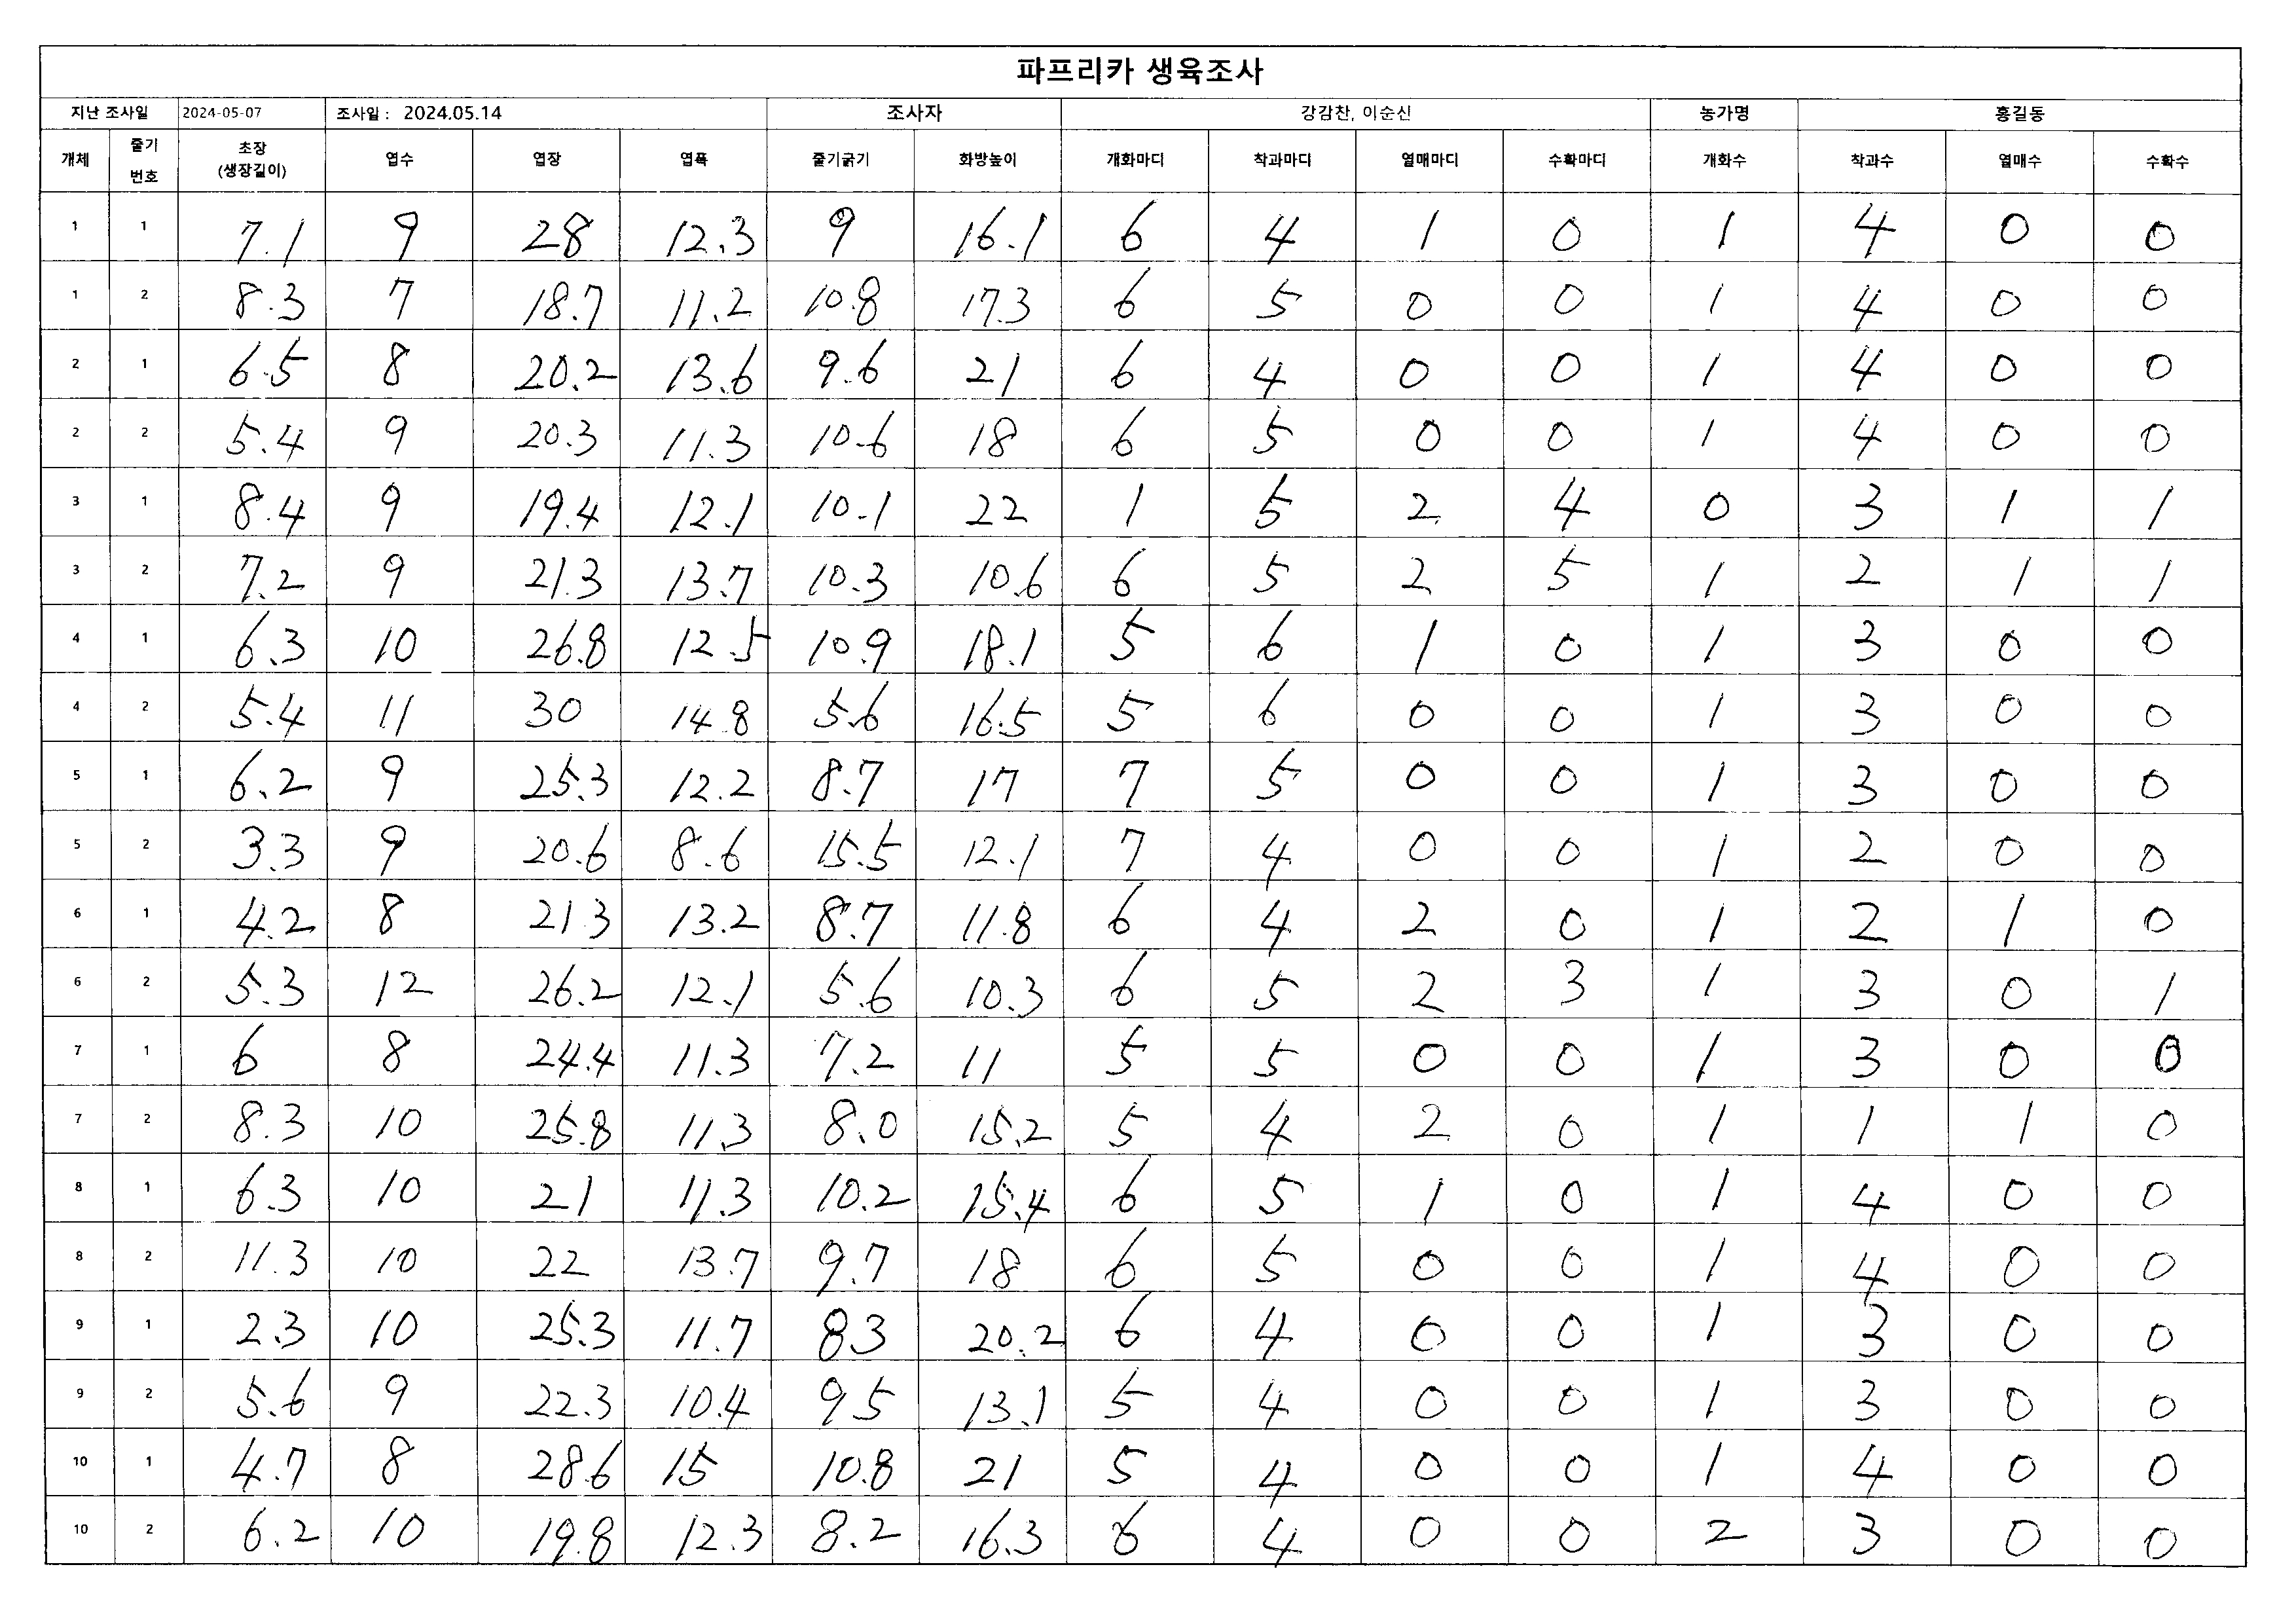 파프리카 생육조사
지난 조사일 2024-05-07 조사일 : 2024.05.14 조사자 강감찬, 이순신 농가명 홍길동
개체 줄기 번호 초장 (생장길이) 엽수 엽장 엽폭 줄기굵기 화방높이 개화마디 착과마디 열매마디 수확마디 개화수 착과수 열매수 수확수
1 1 7.1 9 28 12.3 9 16.1 6 4 1 0 1 4 0 0
1 2 8.3 7 18.7 11.2 10.8 17.3 6 5 0 0 1 4 0 0
2 1 6.5 8 20.2 13.6 9.6 21 6 4 0 0 1 4 0 0
2 2 5.4 9 20.3 11.3 10.6 18 6 5 0 0 1 4 0 0
3 1 8.4 9 19.4 12.1 10.1 22 1 5 2 4 0 3 1 1
3 2 7.2 9 21.3 13.7 10.3 10.6 6 5 2 5 1 2 1 1
4 1 6.3 10 26.8 12.5 10.9 18.1 5 6 1 0 1 3 0 0
4 2 5.4 11 30 14.8 5.6 16.5 5 6 0 0 1 3 0 0
5 1 6.2 9 25.3 12.2 8.7 17 7 5 0 0 1 3 0 0
5 2 3.3 9 20.6 8.6 15.5 12.1 7 4 0 0 1 2 0 0
6 1 4.2 8 21.3 13.2 8.7 11.8 6 4 2 0 1 2 1 0
6 2 5.3 12 26.2 12.1 5.6 10.3 6 5 2 3 1 3 0 1
7 1 6 8 24.4 11.3 7.2 11 5 5 0 0 1 3 0 0
7 2 8.3 10 25.8 11.3 8.0 15.2 5 4 2 0 1 1 1 0
8 1 6.3 10 21 11.3 10.2 15.4 6 5 1 0 1 4 0 0
8 2 11.3 10 22 13.7 9.7 18 6 5 0 0 1 4 0 0
9 1 2.3 10 25.3 11.7 83 20.2 6 4 0 0 1 3 0 0
9 2 5.6 9 22.3 10.4 95 13.1 5 4 0 0 1 3 0 0
10 1 4.7 8 28.6 15 10.8 21 5 4 0 0 1 4 0 0
10 2 6.2 10 19.8 12.3 8.2 16.3 6 4 0 0 2 3 0 0